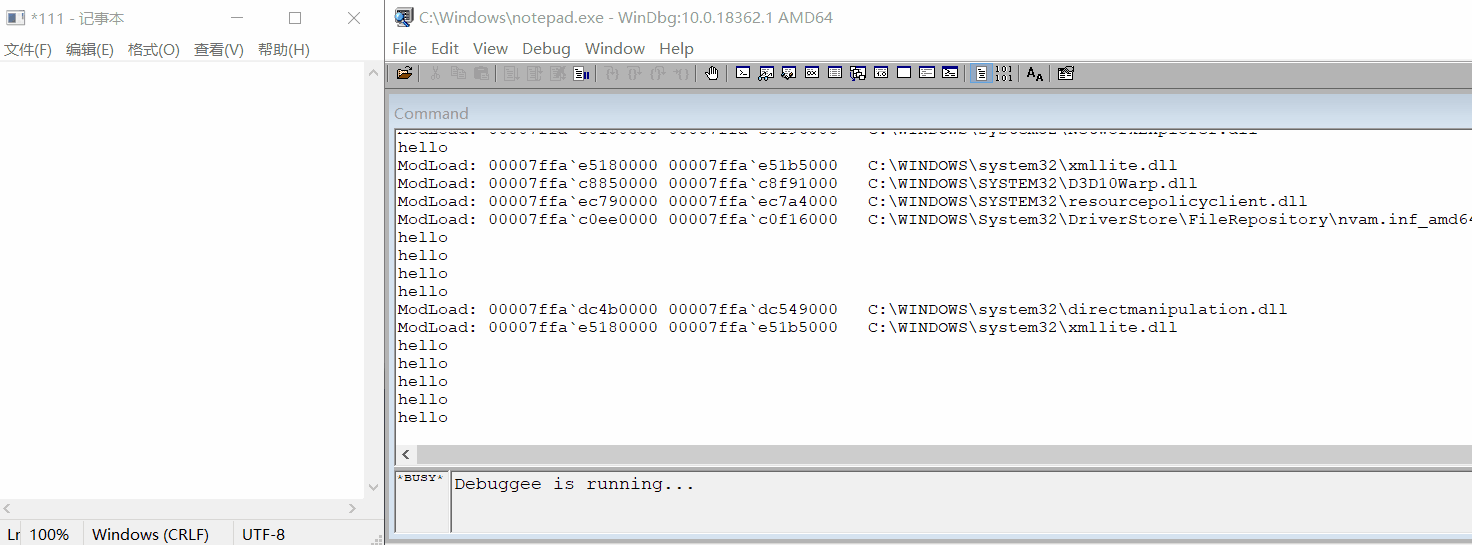 *111 - 记事本
文件(F) 编辑(E) 格式(O) 查看(V) 帮助(H)
100% Windows (CRLF) UTF-8
C:\Windows\notepad.exe - WinDbg:10.0.18362.1 AMD64
File Edit View Debug Window Help
Command
hello
ModLoad: 00007ffa`e5180000 00007ffa`e51b5000 C:\WINDOWS\system32\xmllite.dll
ModLoad: 00007ffa`c8850000 00007ffa`c8f91000 C:\WINDOWS\SYSTEM32\D3D10Warp.dll
ModLoad: 00007ffa`ec790000 00007ffa`ec7a4000 C:\WINDOWS\SYSTEM32\resourcepolicyclient.dll
ModLoad: 00007ffa`c0ee0000 00007ffa`c0f16000 C:\WINDOWS\System32\DriverStore\FileRepository\nvam.inf_amd64
hello
hello
hello
hello
ModLoad: 00007ffa`dc4b0000 00007ffa`dc549000 C:\WINDOWS\system32\directmanipulation.dll
ModLoad: 00007ffa`e5180000 00007ffa`e51b5000 C:\WINDOWS\system32\xmllite.dll
hello
hello
hello
hello
hello
*BUSY* Debuggee is running...